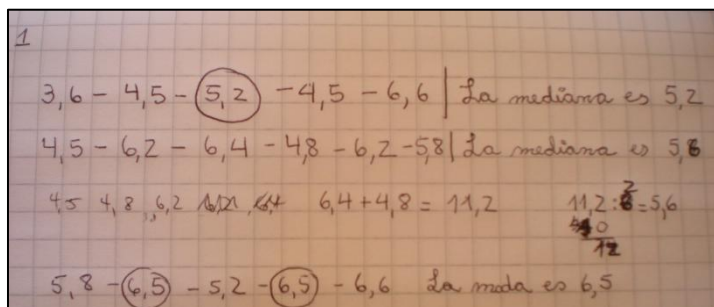 1
3,6 - 4,5 - 5,2 - 4,5 - 6,6 | La mediana es 5,2
4,5 - 6,2 - 6,4 - 4,8 - 6,2 - 5,8 | La mediana es 5,6
4,5 4,8 , 6,2 6,4 + 4,8 = 11,2 11,2 : 2 = 5,6
0
12
5,8 - 6,5 - 5,2 - 6,5 - 6,6 La moda es 6,5